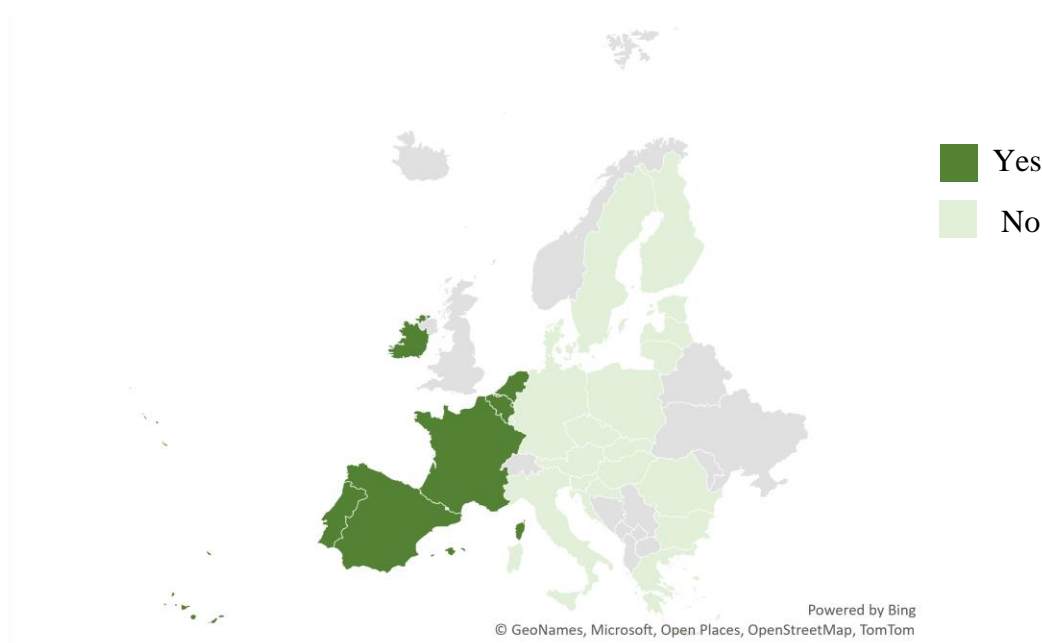 Yes
No
Powered by Bing
© GeoNames, Microsoft, Open Places, OpenStreetMap, TomTom